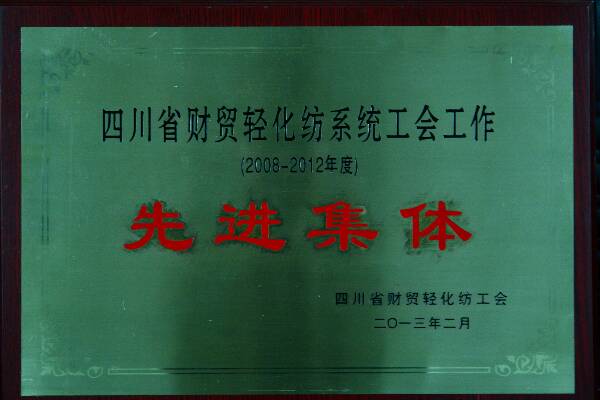 四川省财贸轻化纺系统工会工作
(2008-2012年度)
先进集体
四川省财贸轻化纺工会
二〇一三年二月